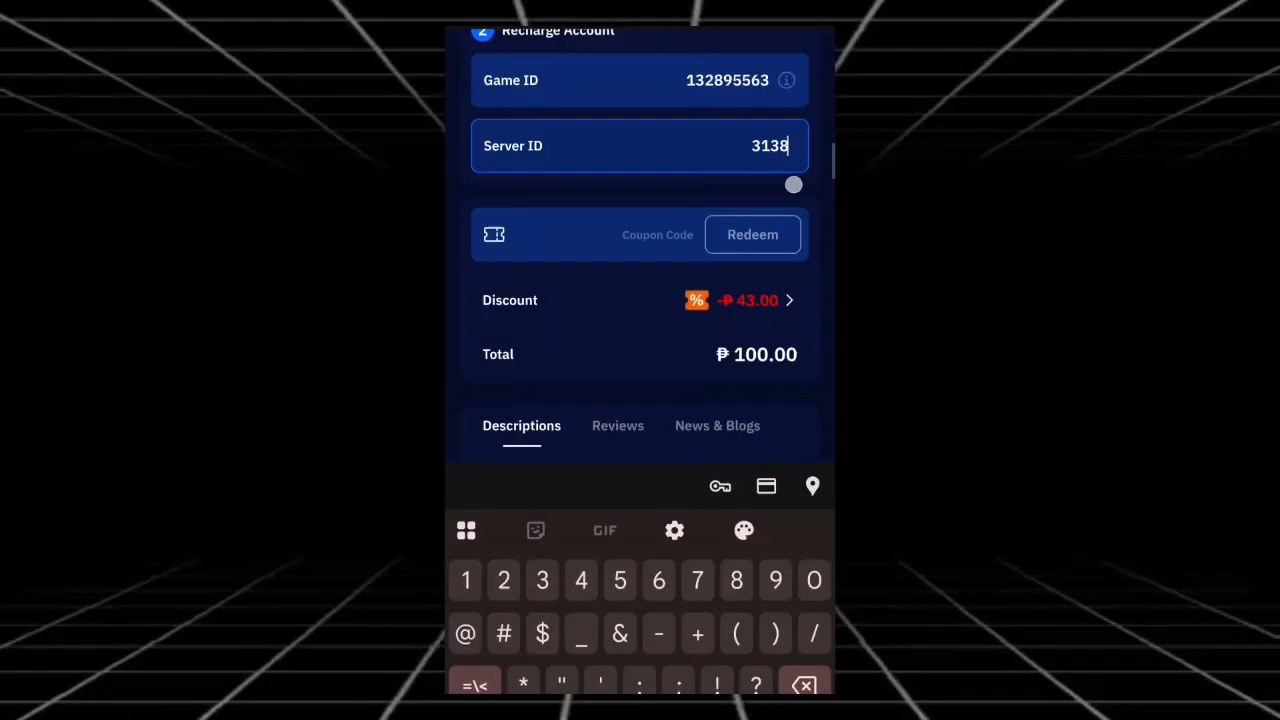 2 Recharge Account
Game ID 132895563
Server ID 3138
Coupon Code Redeem
Discount % -₱ 43.00
Total ₱ 100.00
Descriptions Reviews News & Blogs
GIF
1 2 3 4 5 6 7 8 9 0
@ # $ _ & - + ( ) /
=\< * " ' : ; ! ?